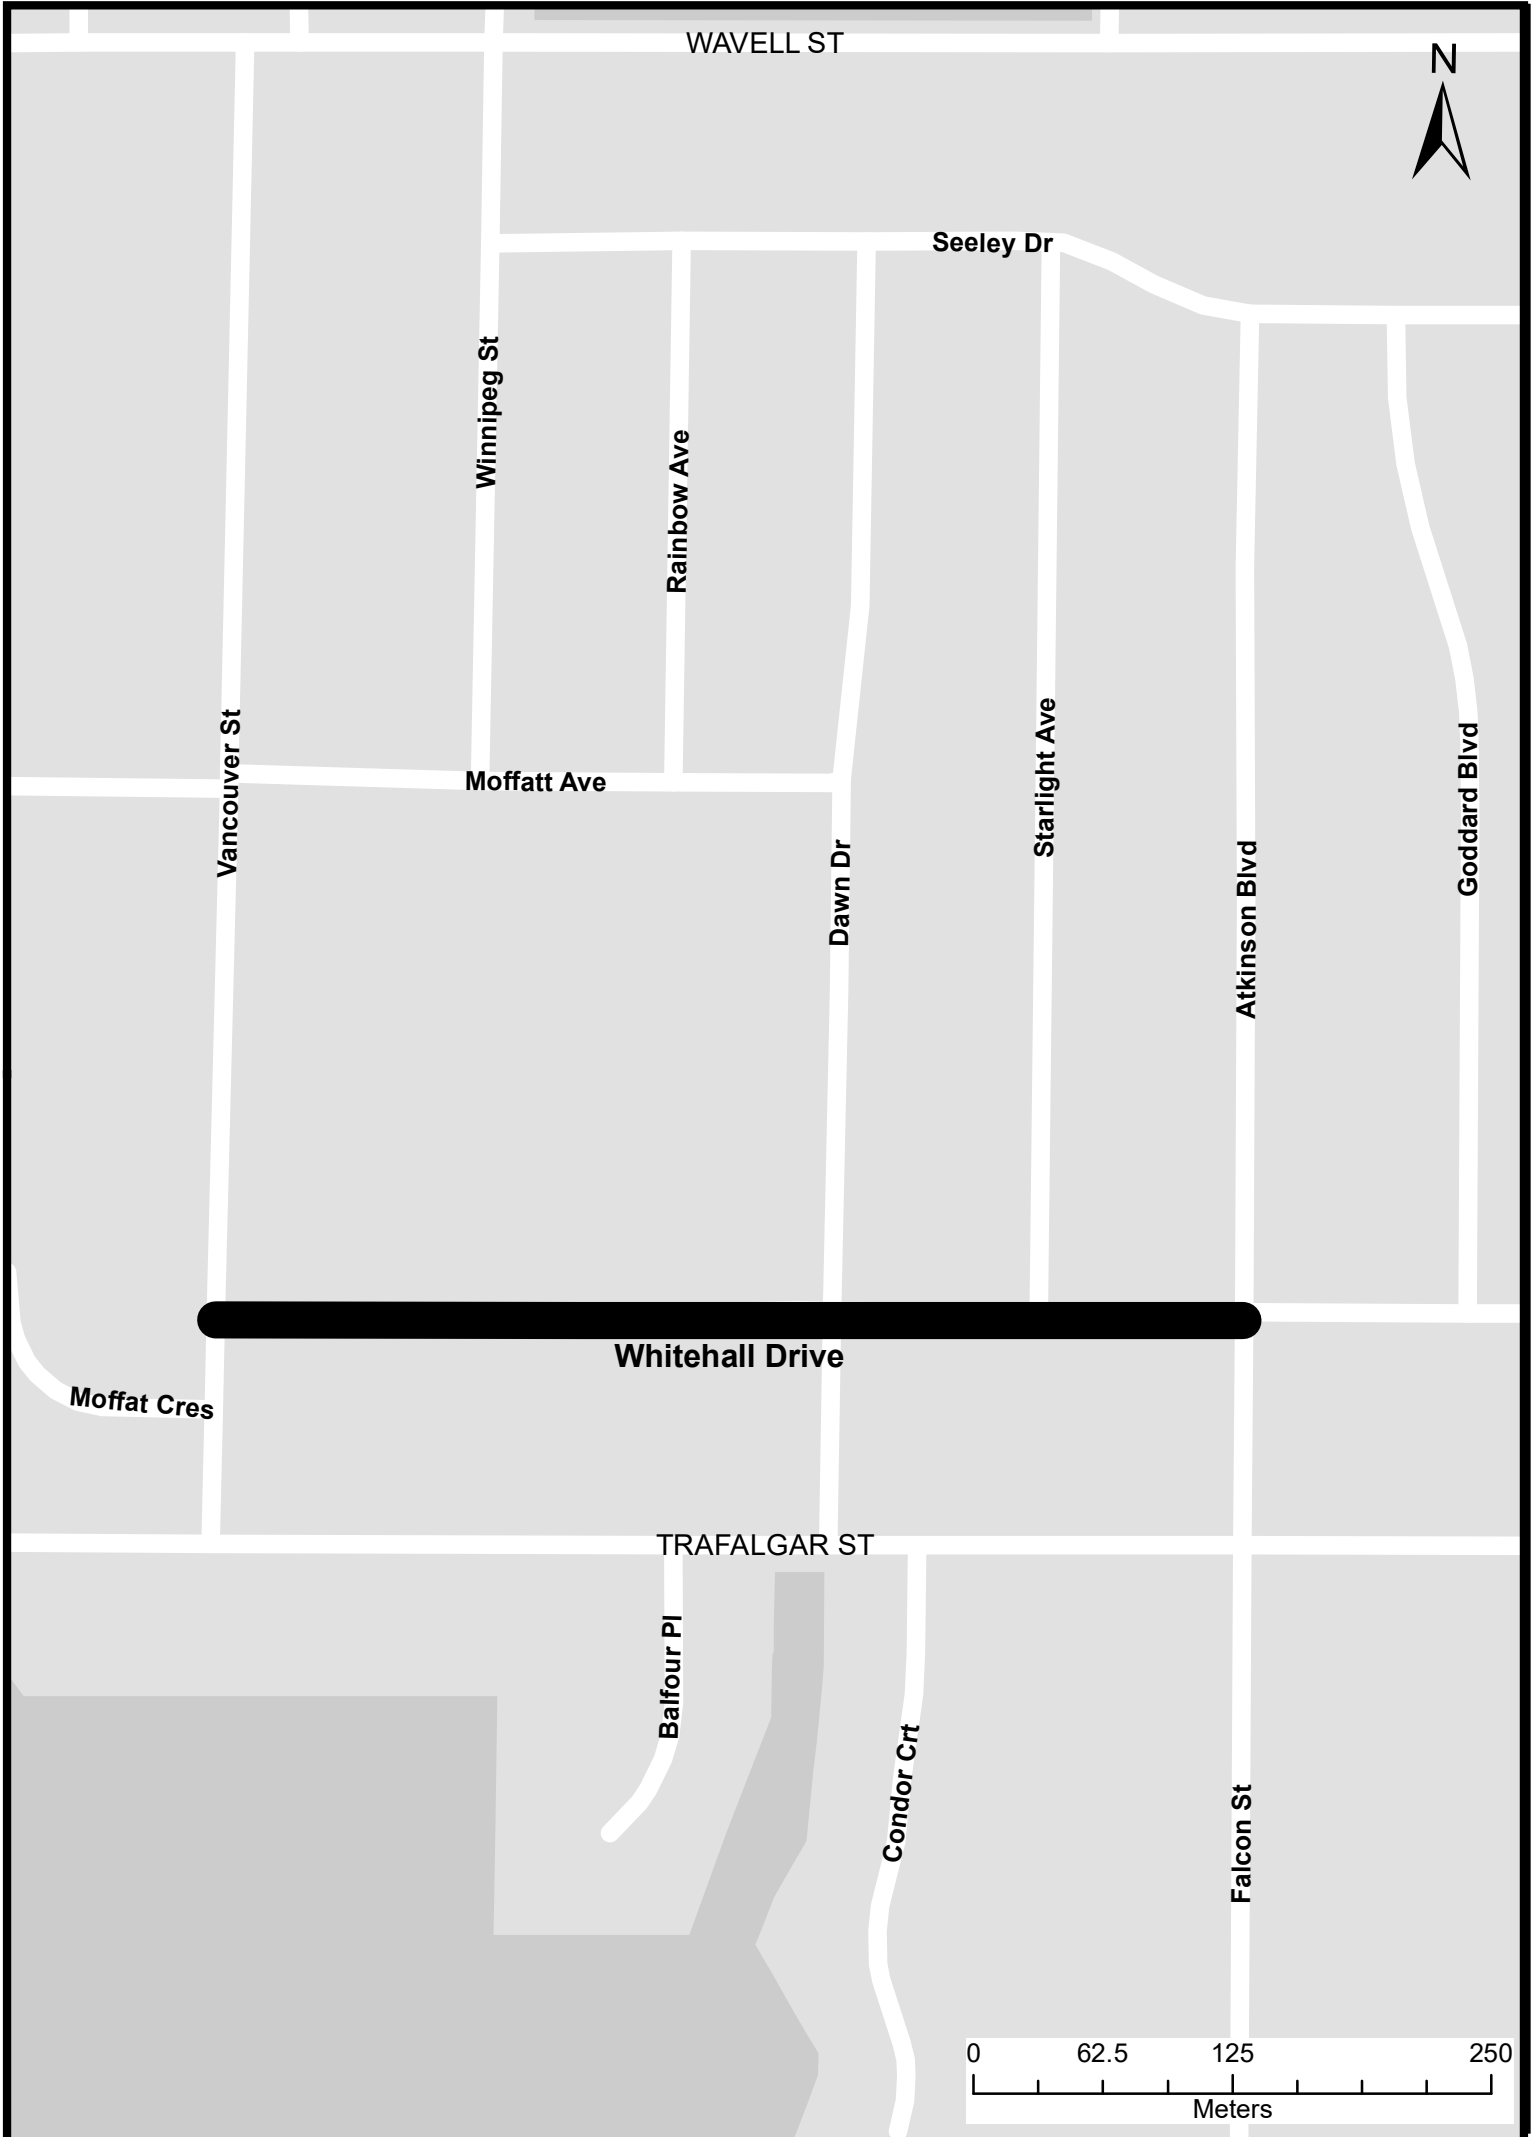 WAVELL ST
N
Seeley Dr
Winnipeg St
Rainbow Ave
Vancouver St
Moffatt Ave
Starlight Ave
Goddard Blvd
Dawn Dr
Atkinson Blvd
Whitehall Drive
Moffat Cres
TRAFALGAR ST
Balfour Pl
Condor Crt
Falcon St
0 62.5 125 250
Meters